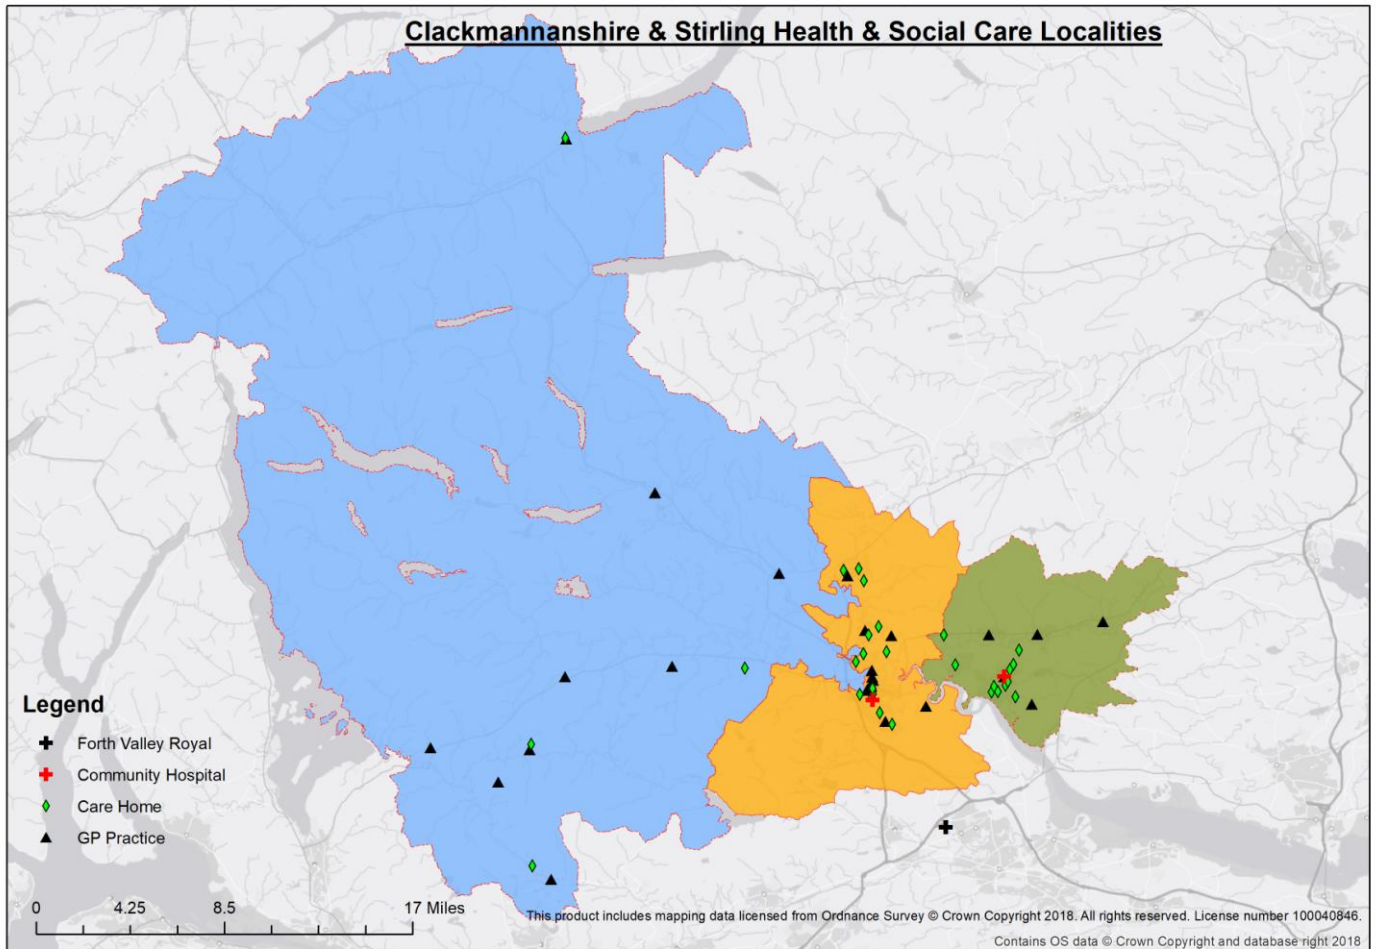 Clackmannanshire & Stirling Health & Social Care Localities
Legend
Forth Valley Royal
Community Hospital
Care Home
GP Practice
0 4.25 8.5 17 Miles
This product includes mapping data licensed from Ordnance Survey © Crown Copyright 2018. All rights reserved. License number 100040846.
Contains OS data © Crown Copyright and database right 2018